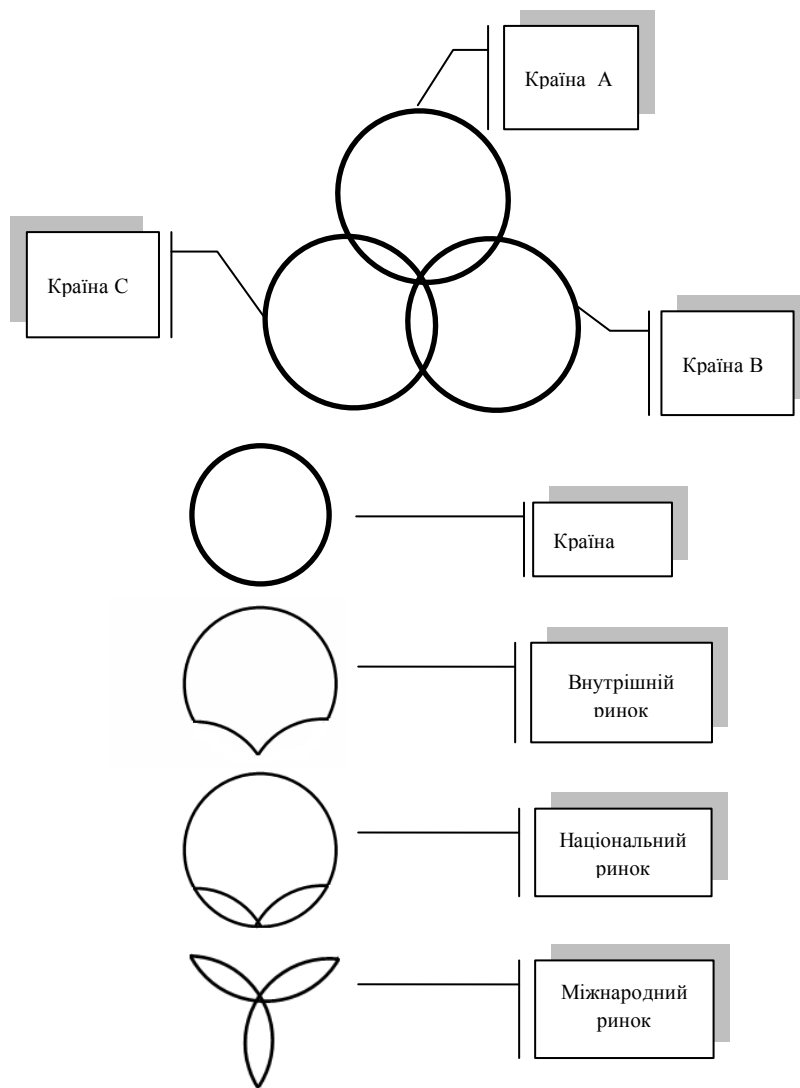 Країна А
Країна С
Країна В
Країна
Внутрішній
ринок
Національний
ринок
Міжнародний
ринок